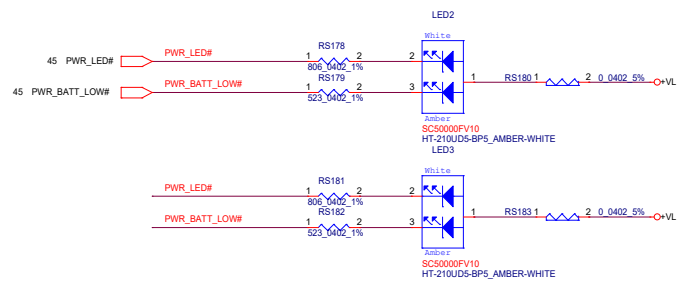 LED2
White
RS178
45 PWR_LED# PWR_LED# 1 2 2
806_0402_1%
RS179
45 PWR_BATT_LOW# PWR_BATT_LOW# 1 2 3 1 RS180 1 2 0_0402_5% +VL
523_0402_1%
Amber
SC50000FV10
HT-210UD5-BP5_AMBER-WHITE
LED3
White
RS181
PWR_LED# 1 2 2
806_0402_1%
RS182
PWR_BATT_LOW# 1 2 3 1 RS183 1 2 0_0402_5% +VL
523_0402_1%
Amber
SC50000FV10
HT-210UD5-BP5_AMBER-WHITE